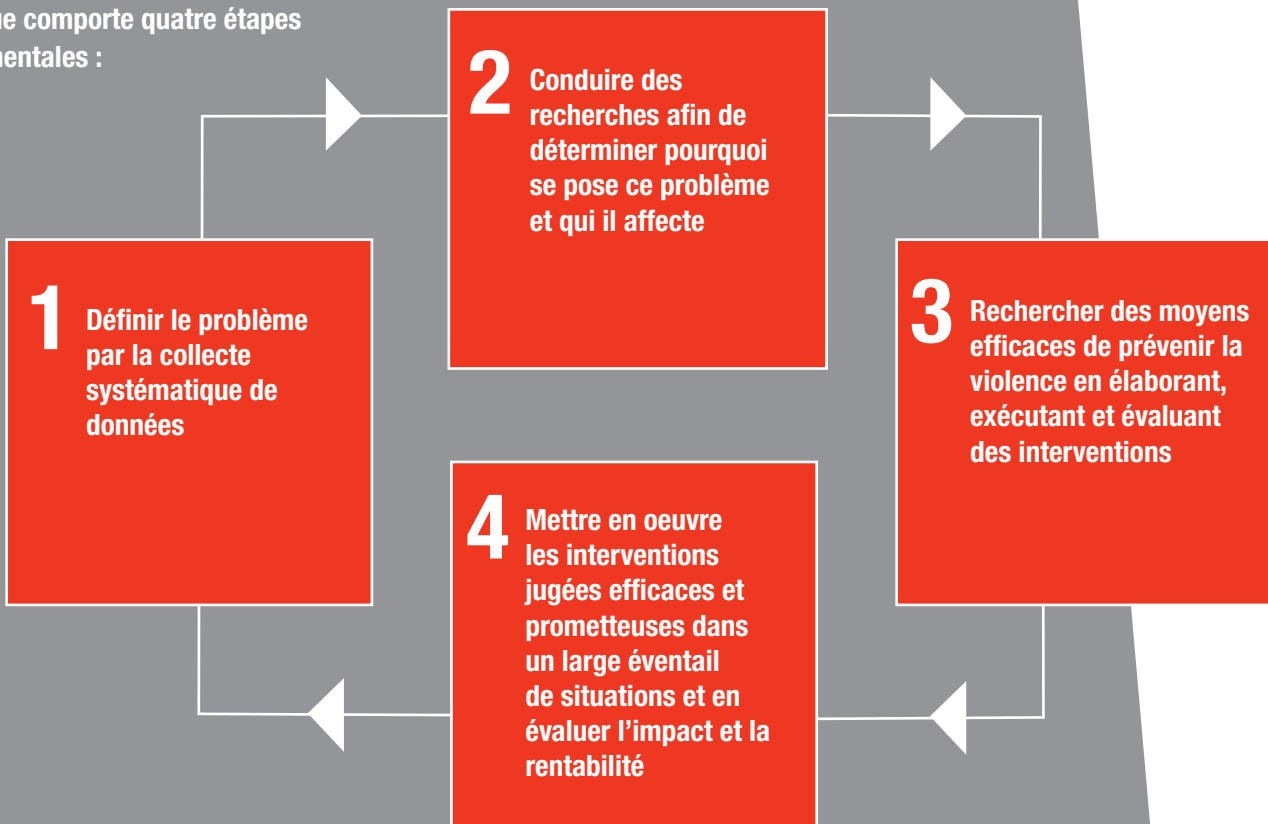 comporte quatre étapes
:
1
Définir le problème
par la collecte
systématique de
données
2
Conduire des
recherches afin de
déterminer pourquoi
se pose ce problème
et qui il affecte
3
Rechercher des moyens
efficaces de prévenir la
violence en élaborant,
exécutant et évaluant
des interventions
4
Mettre en oeuvre
les interventions
jugées efficaces et
prometteuses dans
un large éventail
de situations et en
évaluer l’impact et la
rentabilité